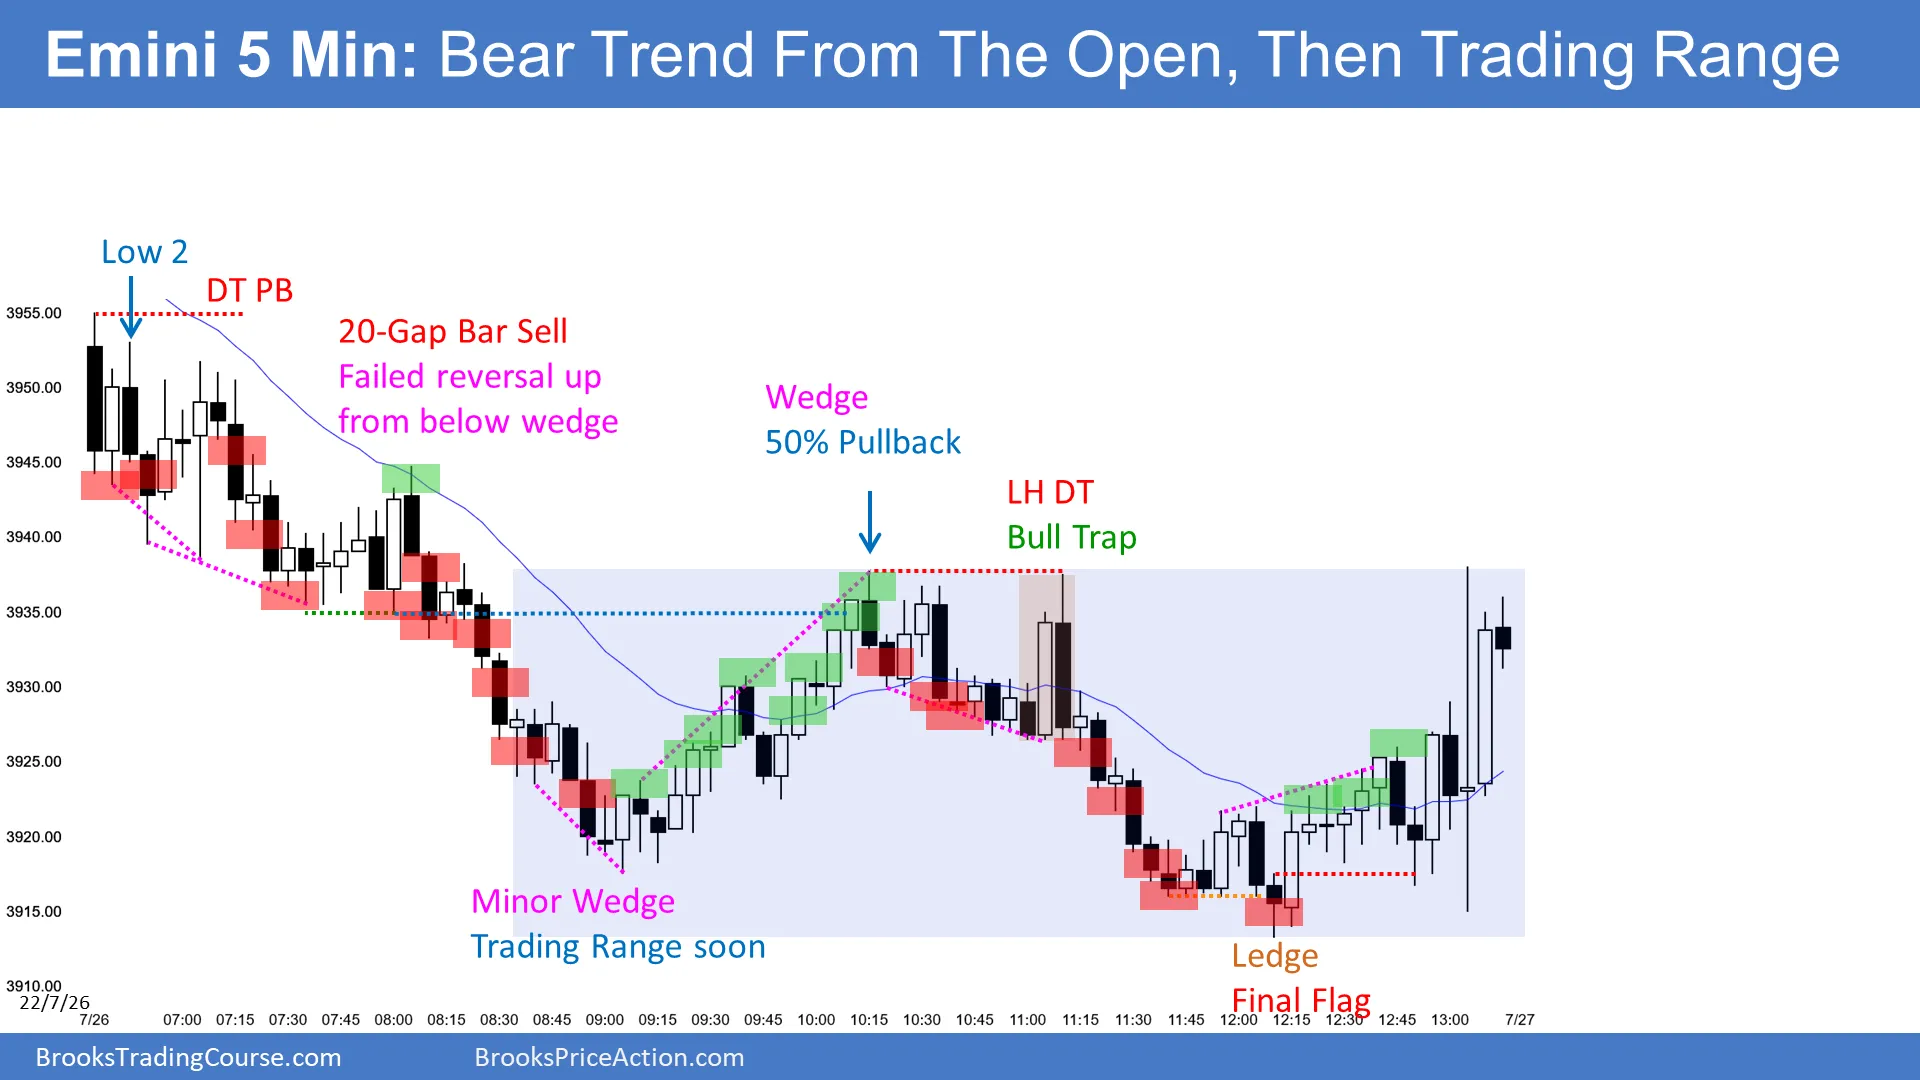 Emini 5 Min: Bear Trend From The Open, Then Trading Range
Low 2
DT PB
20-Gap Bar Sell
Failed reversal up
from below wedge
Wedge
50% Pullback
LH DT
Bull Trap
Minor Wedge
Trading Range soon
Ledge
Final Flag
3955.00
3950.00
3945.00
3940.00
3935.00
3930.00
3925.00
3920.00
3915.00
3910.00
22/7/26
7/26 07:00 07:15 07:30 07:45 08:00 08:15 08:30 08:45 09:00 09:15 09:30 09:45 10:00 10:15 10:30 10:45 11:00 11:15 11:30 11:45 12:00 12:15 12:30 12:45 13:00 7/27
BrooksTradingCourse.com
BrooksPriceAction.com